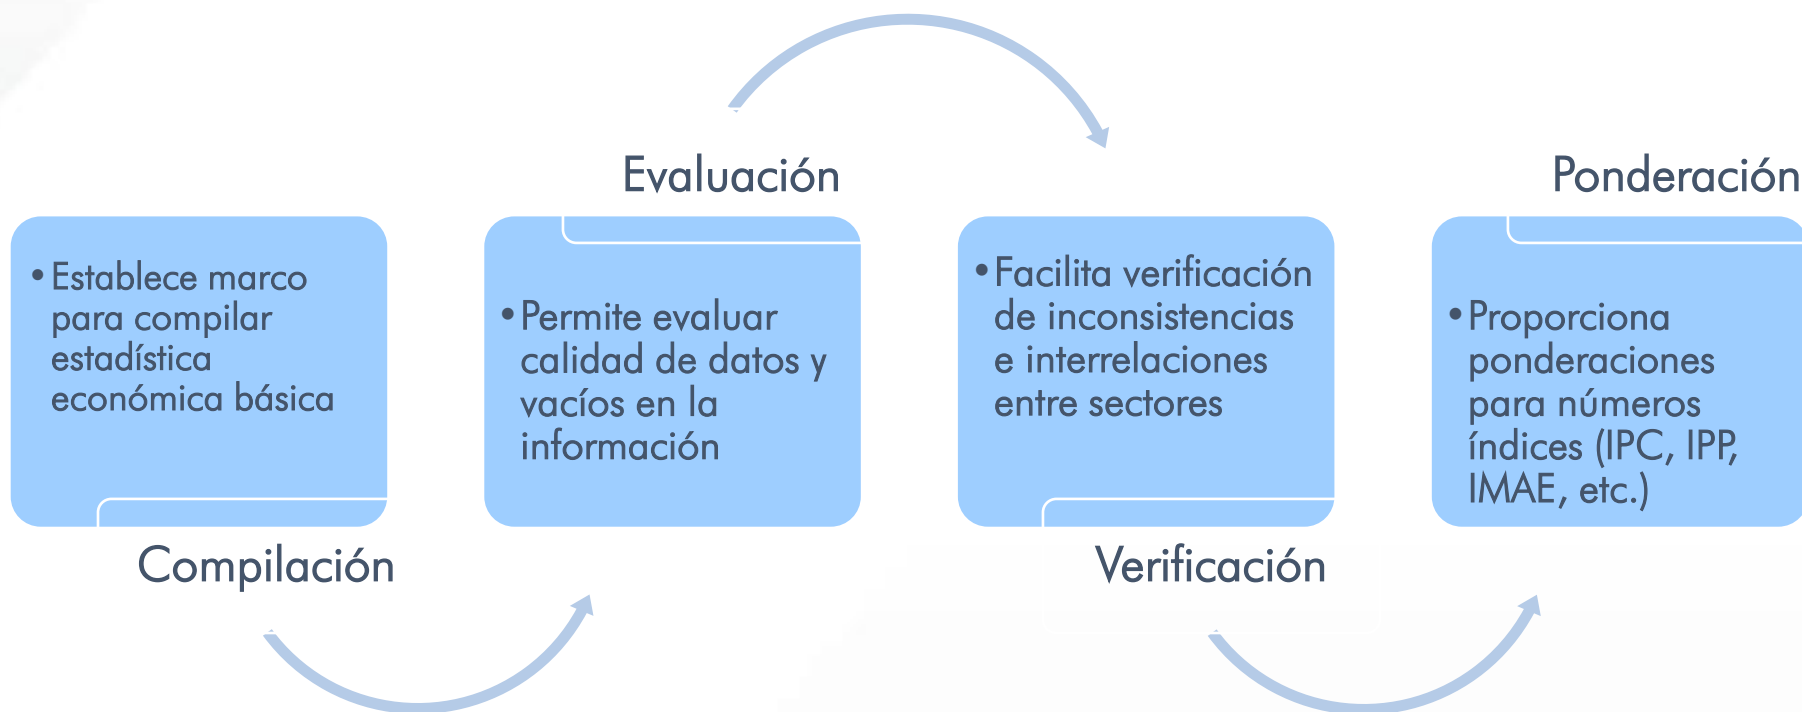 • Establece marco
para compilar
estadística
económica básica
Compilación
Evaluación
• Permite evaluar
calidad de datos y
vacíos en la
información
• Facilita verificación
de inconsistencias
e interrelaciones
entre sectores
Verificación
Ponderación
• Proporciona
ponderaciones
para números
índices (IPC, IPP,
IMAE, etc.)